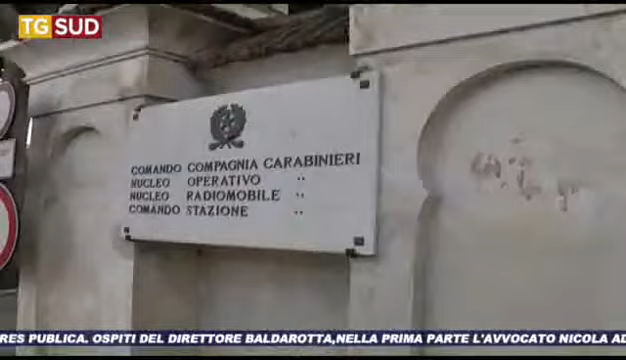 TG SUD
COMANDO COMPAGNIA CARABINIERI
NUCLEO OPERATIVO "
NUCLEO RADIOMOBILE "
COMANDO STAZIONE "
RES PUBLICA. OSPITI DEL DIRETTORE BALDAROTTA,NELLA PRIMA PARTE L'AVVOCATO NICOLA AD